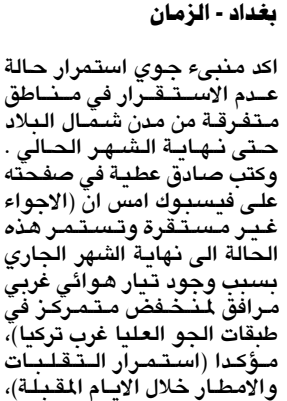 بغداد - الزمان
اكد منبىء جوي استمرار حالة
عدم الاستقرار في مناطق
متفرقة من مدن شمال البلاد
حتى نهاية الشهر الحالي .
وكتب صادق عطية في صفحته
على فيسبوك امس ان (الاجواء
غير مستقرة وتستمر هذه
الحالة الى نهاية الشهر الجاري
بسبب وجود تيار هوائي غربي
مرافق لمنخفض متمركز في
طبقات الجو العليا غرب تركيا)،
مؤكدا (استمرار التقلبات
والامطار خلال الايام المقبلة)،